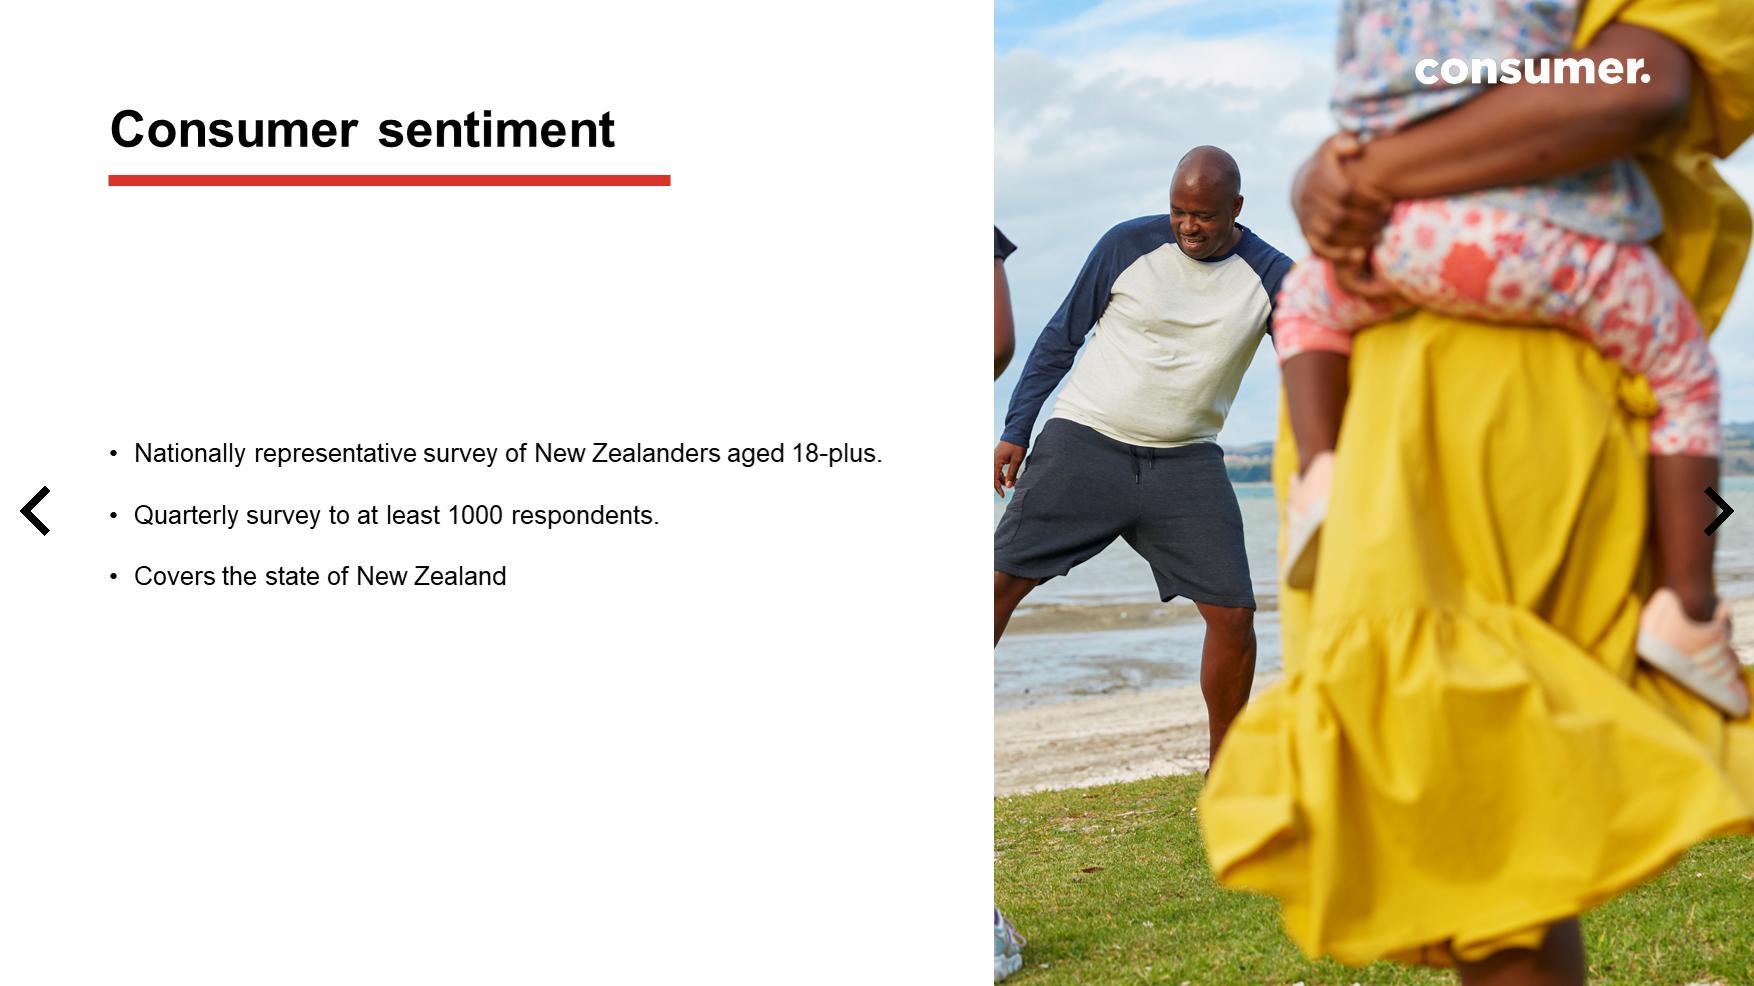 consumer.
Consumer sentiment
• Nationally representative survey of New Zealanders aged 18-plus.
• Quarterly survey to at least 1000 respondents.
• Covers the state of New Zealand